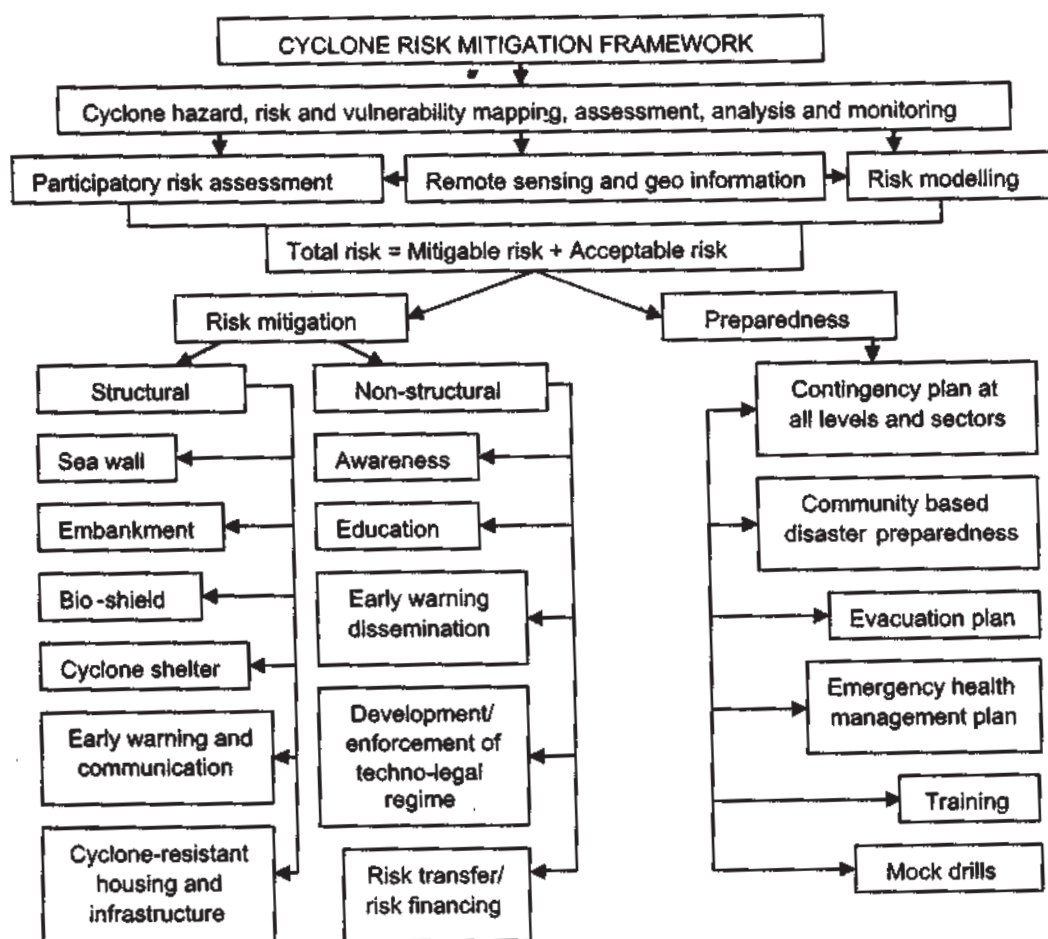 CYCLONE RISK MITIGATION FRAMEWORK
Cyclone hazard, risk and vulnerability mapping, assessment, analysis and monitoring
Participatory risk assessment
Remote sensing and geo information
Risk modelling
Total risk = Mitigable risk + Acceptable risk
Risk mitigation
Preparedness
Structural
Sea wall
Embankment
Bio-shield
Cyclone shelter
Early warning and
communication
Cyclone-resistant
housing and
infrastructure
Non-structural
Awareness
Education
Early warning
dissemination
Development/
enforcement of
techno-legal
regime
Risk transfer/
risk financing
Contingency plan at
all levels and sectors
Community based
disaster preparedness
Evacuation plan
Emergency health
management plan
Training
Mock drills